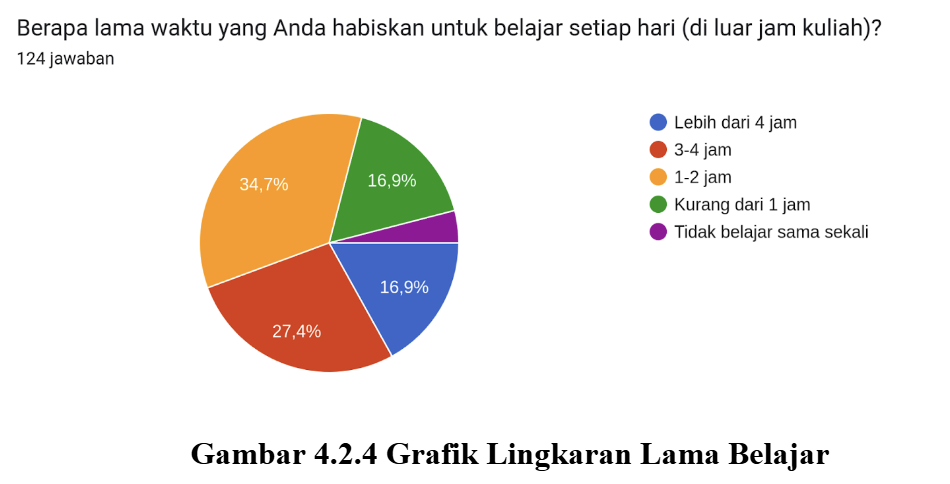 Berapa lama waktu yang Anda habiskan untuk belajar setiap hari (di luar jam kuliah)?
124 jawaban
34,7%
16,9%
16,9%
27,4%
Lebih dari 4 jam
3-4 jam
1-2 jam
Kurang dari 1 jam
Tidak belajar sama sekali
Gambar 4.2.4 Grafik Lingkaran Lama Belajar